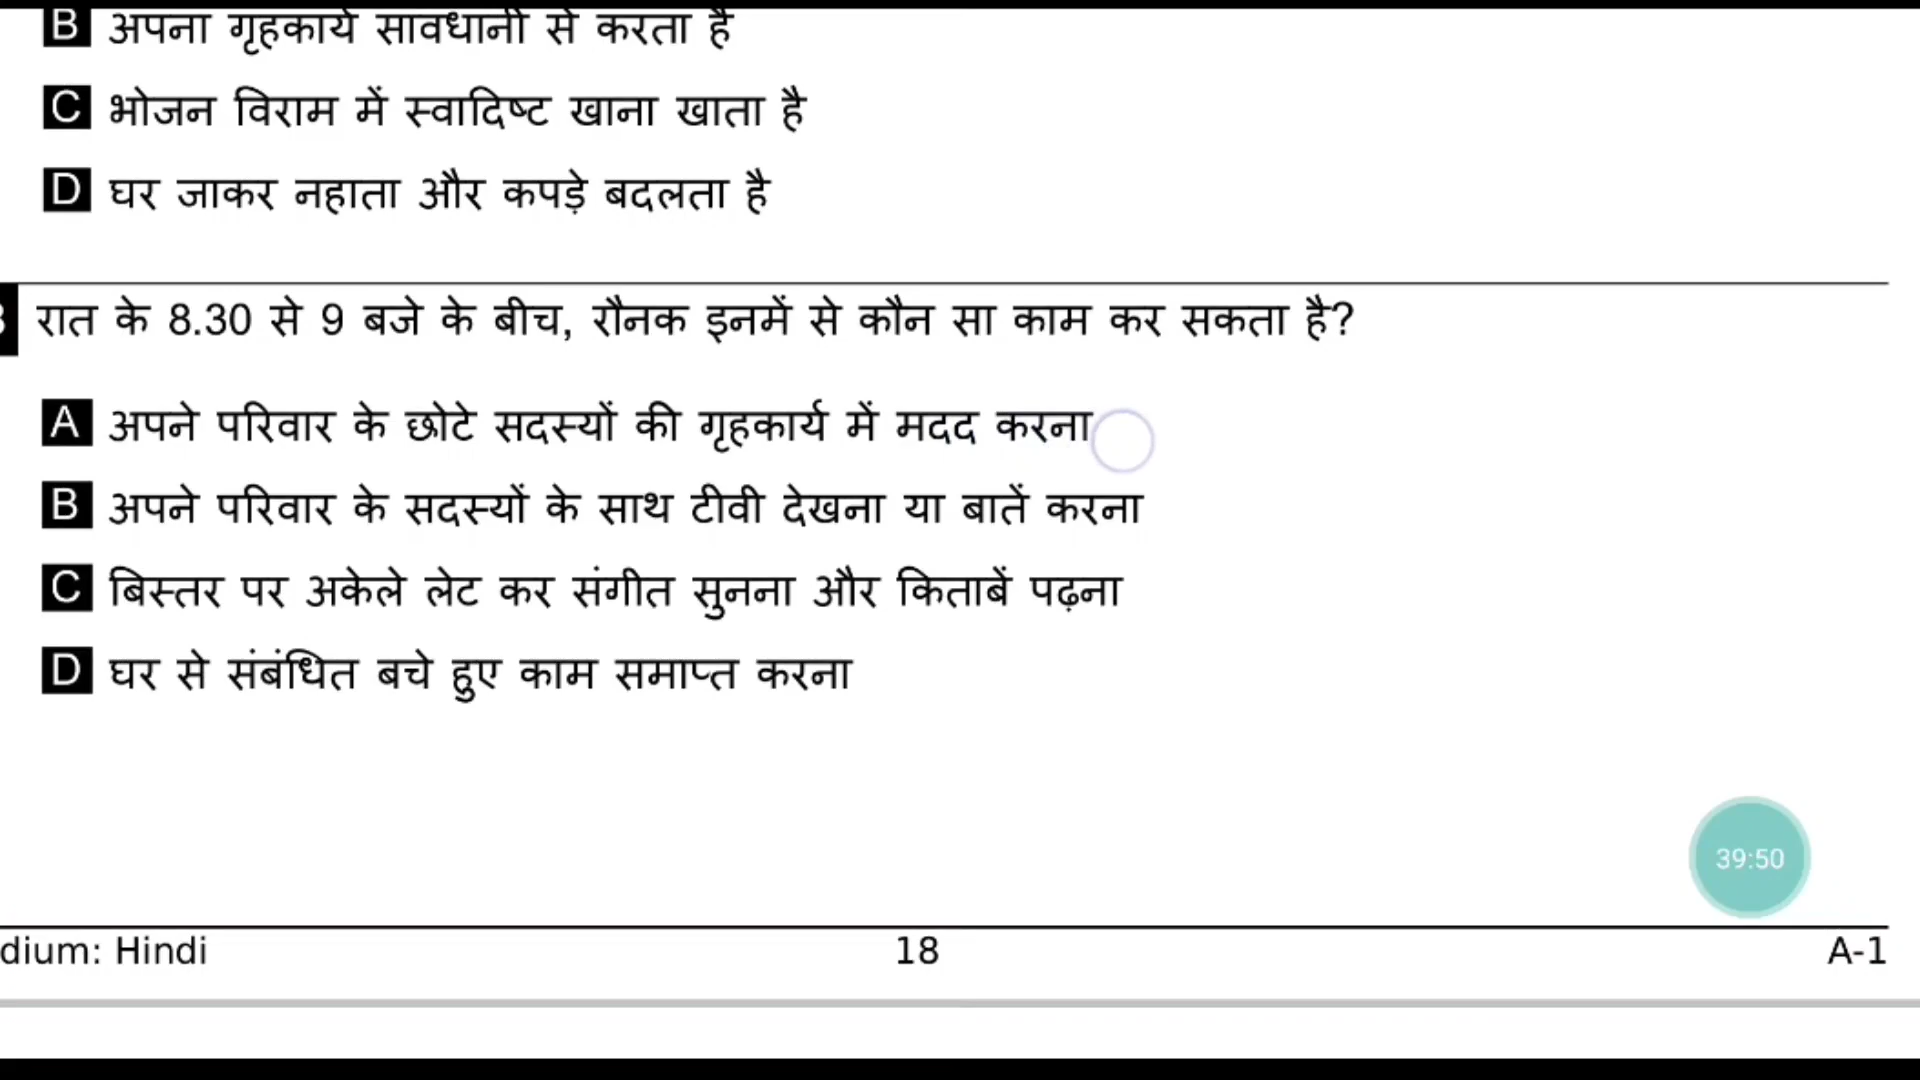 B अपना गृहकार्य सावधानी से करता है
C भोजन विराम में स्वादिष्ट खाना खाता है
D घर जाकर नहाता और कपड़े बदलता है
रात के 8.30 से 9 बजे के बीच, रौनक इनमें से कौन सा काम कर सकता है?
A अपने परिवार के छोटे सदस्यों की गृहकार्य में मदद करना
B अपने परिवार के सदस्यों के साथ टीवी देखना या बातें करना
C बिस्तर पर अकेले लेट कर संगीत सुनना और किताबें पढ़ना
D घर से संबंधित बचे हुए काम समाप्त करना
39:50
dium: Hindi 18 A-1